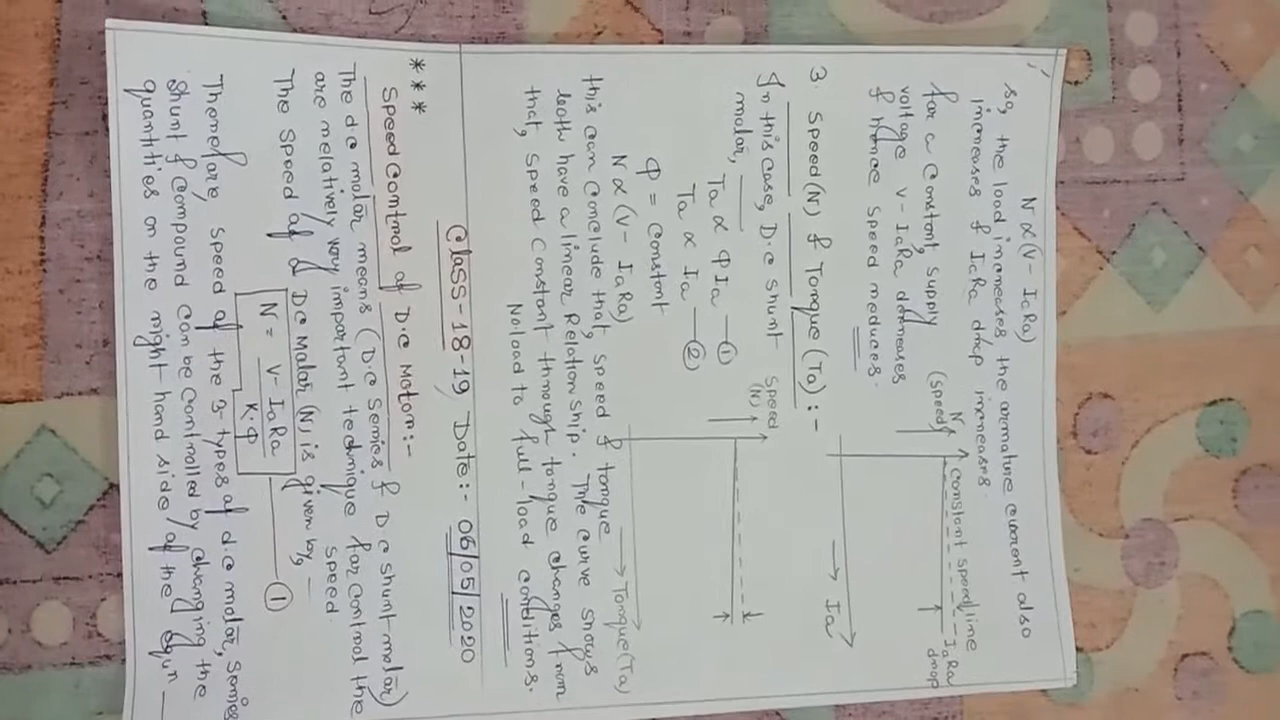 N ∝ (V - IaRa)
so, the load increases the armature current also
increases & IaRa drop increases.
for a constant, supply
voltage V - IaRa decreases
& hence speed reduces.
N
(speed)
constant speed line
IaRa
drop
→ Ia
3. Speed (N) & Torque (Ta) :-
In this case, D.C shunt
motor,
Ta ∝ ΦIa — ①
Ta ∝ Ia — ②
Φ = constant
N ∝ (V - IaRa)
speed
(N)
→ Torque (Ta)
this can conclude that, speed & torque
both have a linear Relationship. The curve shows
that, speed constant through torque changes from
No load to full-load conditions.
Class-18-19, Date:- 06/05/2020
***
Speed Control of D.C Motor:-
The dc motor means (D.C Series & D.C shunt motor)
are relatively very important technique for control the
speed.
The speed of DC Motor (N) is given by, —
N = V - IaRa / K.Φ — ①
Therefore, speed of the 3-types of d.c motor, series
shunt & compound can be controlled by changing the
quantities on the right hand side of the eqn —